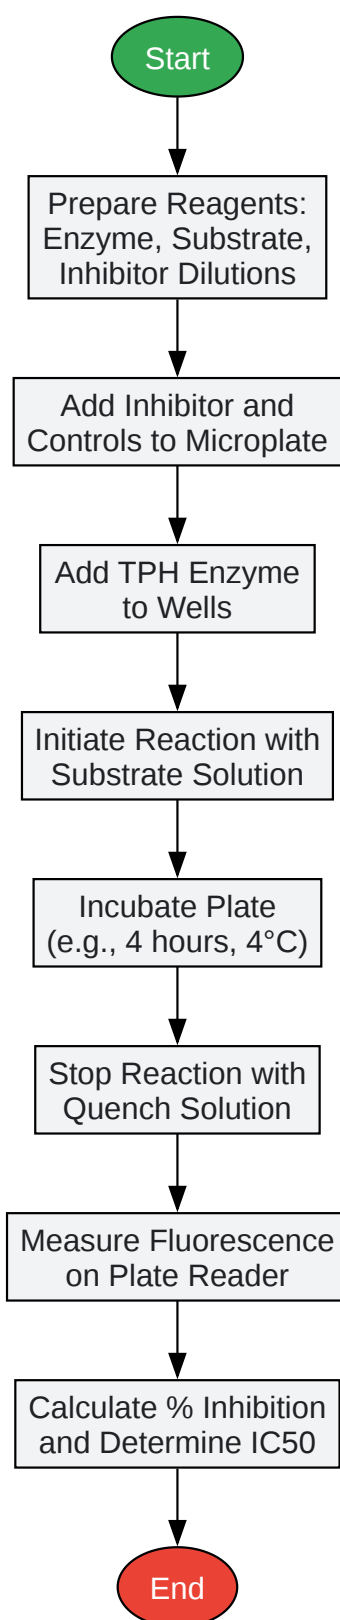 Start
Prepare Reagents:
Enzyme, Substrate,
Inhibitor Dilutions
Add Inhibitor and
Controls to Microplate
Add TPH Enzyme
to Wells
Initiate Reaction with
Substrate Solution
Incubate Plate
(e.g., 4 hours, 4°C)
Stop Reaction with
Quench Solution
Measure Fluorescence
on Plate Reader
Calculate % Inhibition
and Determine IC50
End